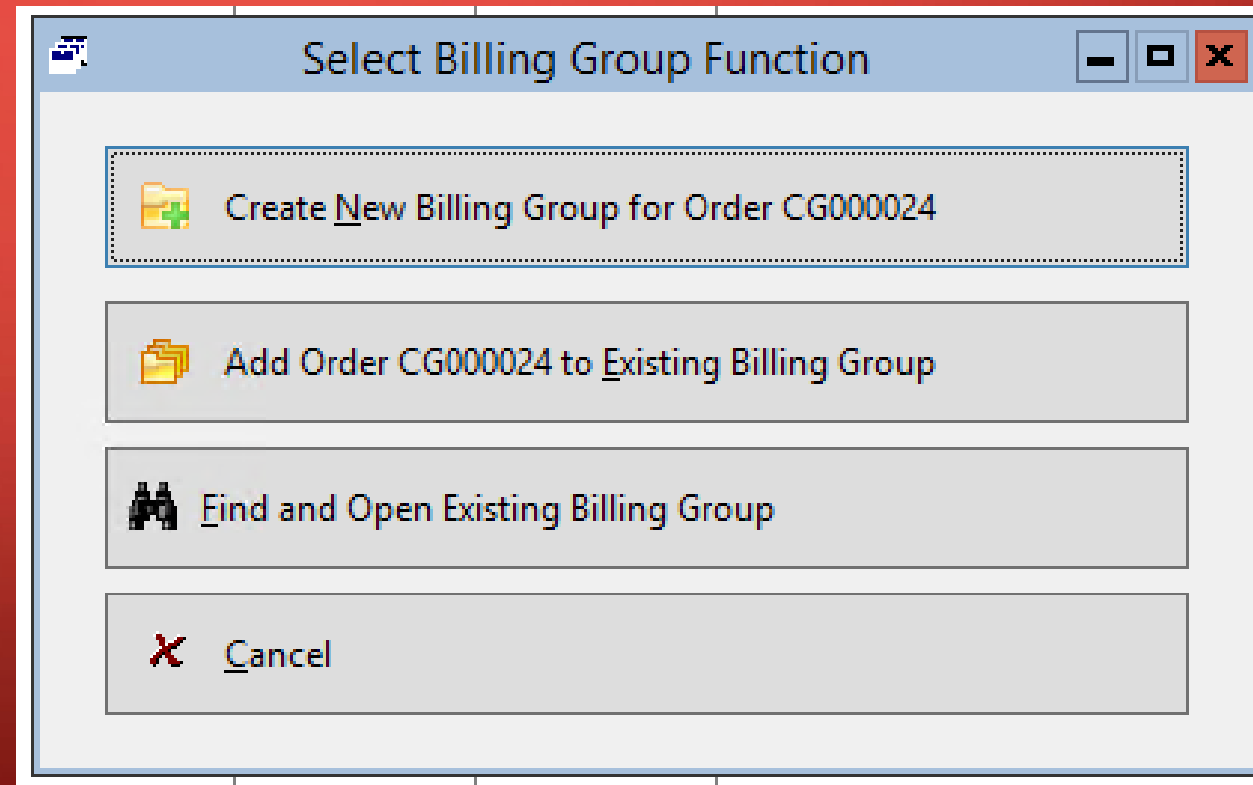 Select Billing Group Function
Create New Billing Group for Order CG000024
Add Order CG000024 to Existing Billing Group
Find and Open Existing Billing Group
Cancel